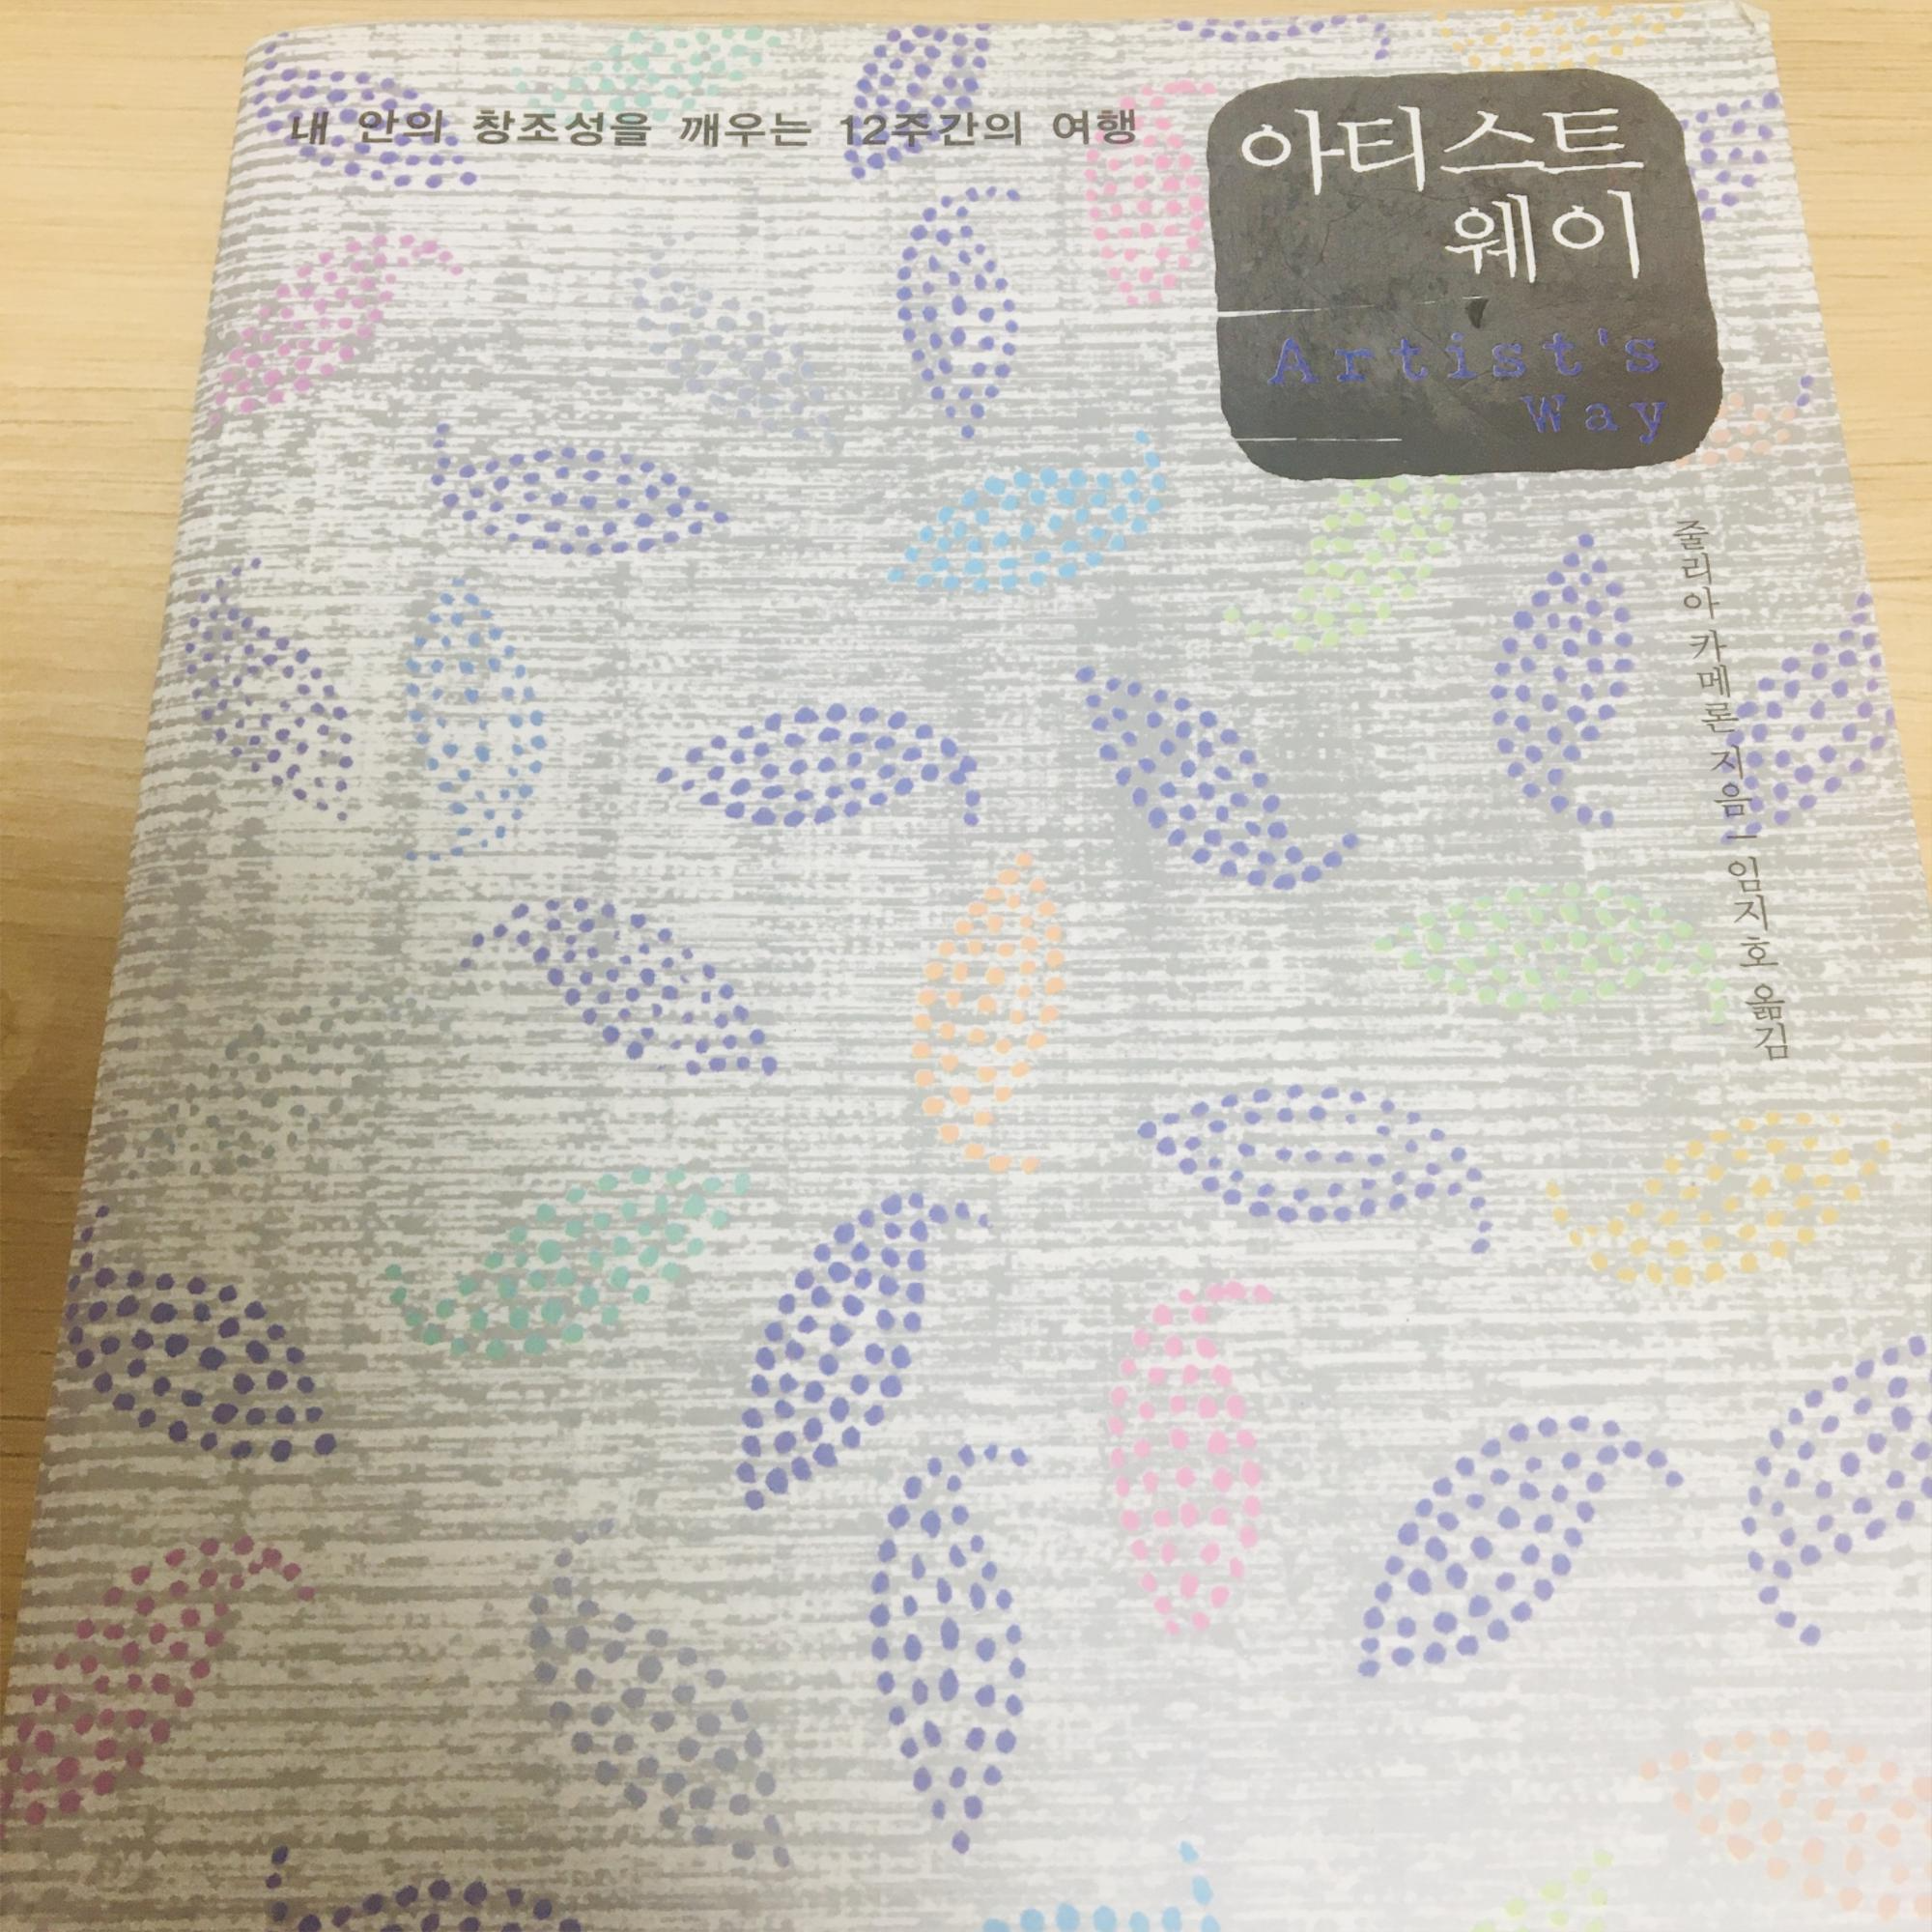 내 안의 창조성을 깨우는 12주간의 여행
아티스트
웨이
Artist's
Way
줄리아 카메론 지음 | 임지호 옮김